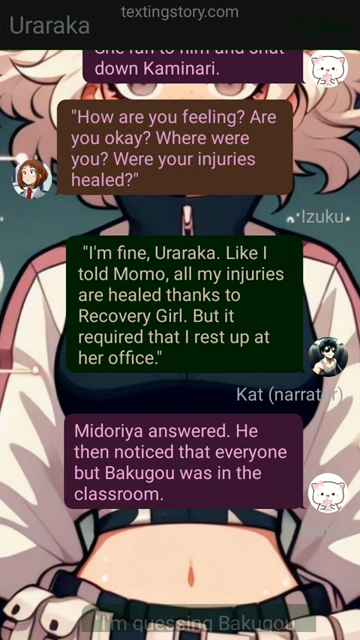 textingstory.com
Uraraka
Izuku
She ran to him and shut
down Kaminari.
"How are you feeling? Are
you okay? Where were
you? Were your injuries
healed?"
Izuku
"I'm fine, Uraraka. Like I
told Momo, all my injuries
are healed thanks to
Recovery Girl. But it
required that I rest up at
her office."
Kat (narrator)
Midoriya answered. He
then noticed that everyone
but Bakugou was in the
classroom.
"I'm guessing Bakugou